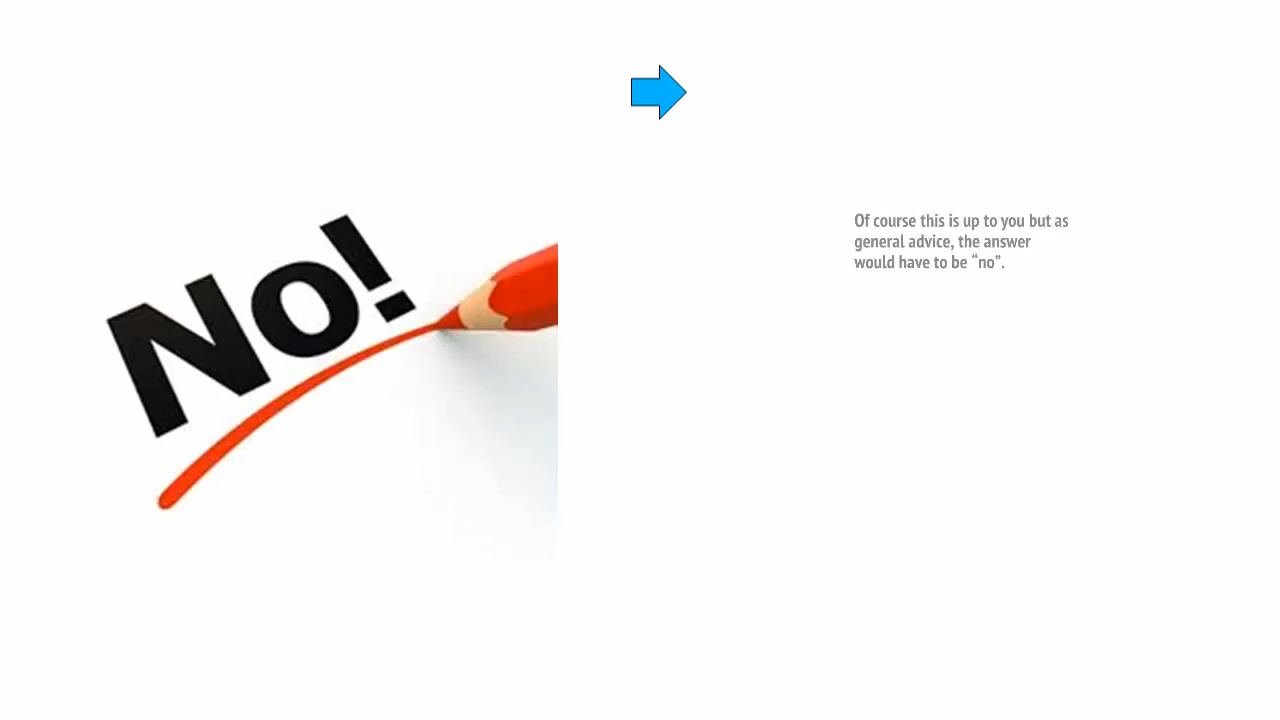 No!
Of course this is up to you but as
general advice, the answer
would have to be “no”.